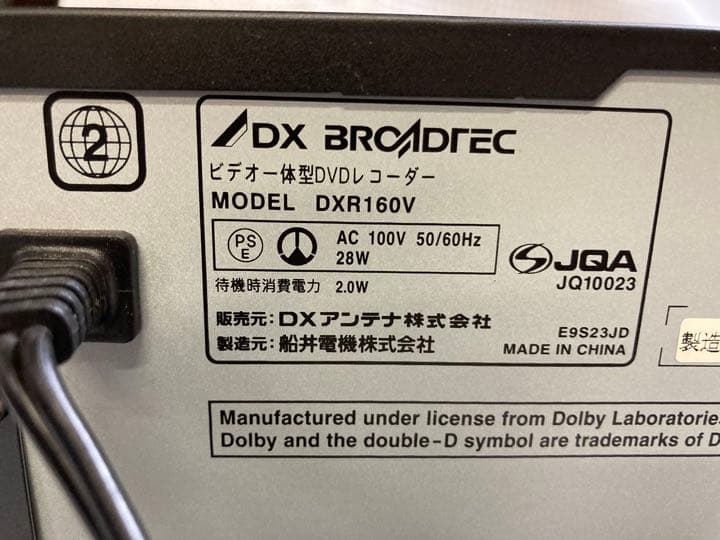 2
DX BROADTEC
ビデオ一体型DVDレコーダー
MODEL DXR160V
PS E AC 100V 50/60Hz
28W
JQA
JQ10023
待機時消費電力 2.0W
販売元:DXアンテナ株式会社
製造元:船井電機株式会社
E9S23JD
MADE IN CHINA
製造
Manufactured under license from Dolby Laboratories
Dolby and the double-D symbol are trademarks of D